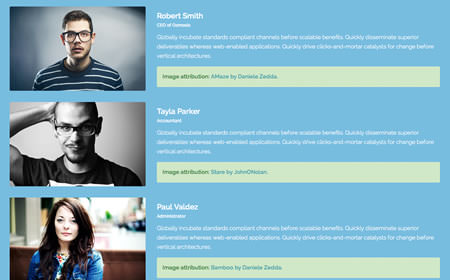 Robert Smith
CEO of Gomosis
Globally incubate standards compliant channels before scalable benefits. Quickly disseminate superior
deliverables whereas web-enabled applications. Quickly drive clicks-and-mortar catalysts for change before
vertical architectures.
Image attribution: AMaze by Daniele Zedda.
Tayla Parker
Accountant
Globally incubate standards compliant channels before scalable benefits. Quickly disseminate superior
deliverables whereas web-enabled applications. Quickly drive clicks-and-mortar catalysts for change before
vertical architectures.
Image attribution: Stare by JohnONolan.
Paul Valdez
Administrator
Globally incubate standards compliant channels before scalable benefits. Quickly disseminate superior
deliverables whereas web-enabled applications. Quickly drive clicks-and-mortar catalysts for change before
vertical architectures.
Image attribution: Bamboo by Daniele Zedda.